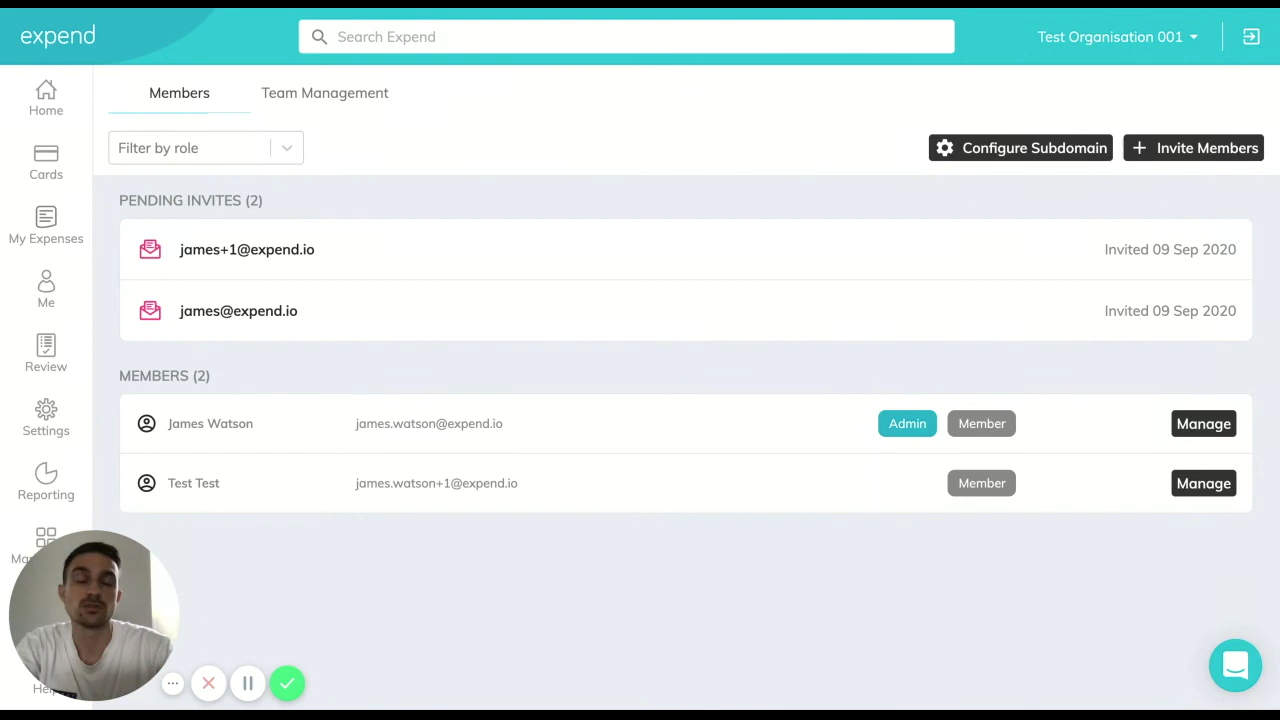 expend
Search Expend
Test Organisation 001
Home
Cards
My Expenses
Me
Review
Settings
Reporting
Members
Team Management
Filter by role
Configure Subdomain
Invite Members
PENDING INVITES (2)
james+1@expend.io
Invited 09 Sep 2020
james@expend.io
Invited 09 Sep 2020
MEMBERS (2)
James Watson
james.watson@expend.io
Admin
Member
Manage
Test Test
james.watson+1@expend.io
Member
Manage